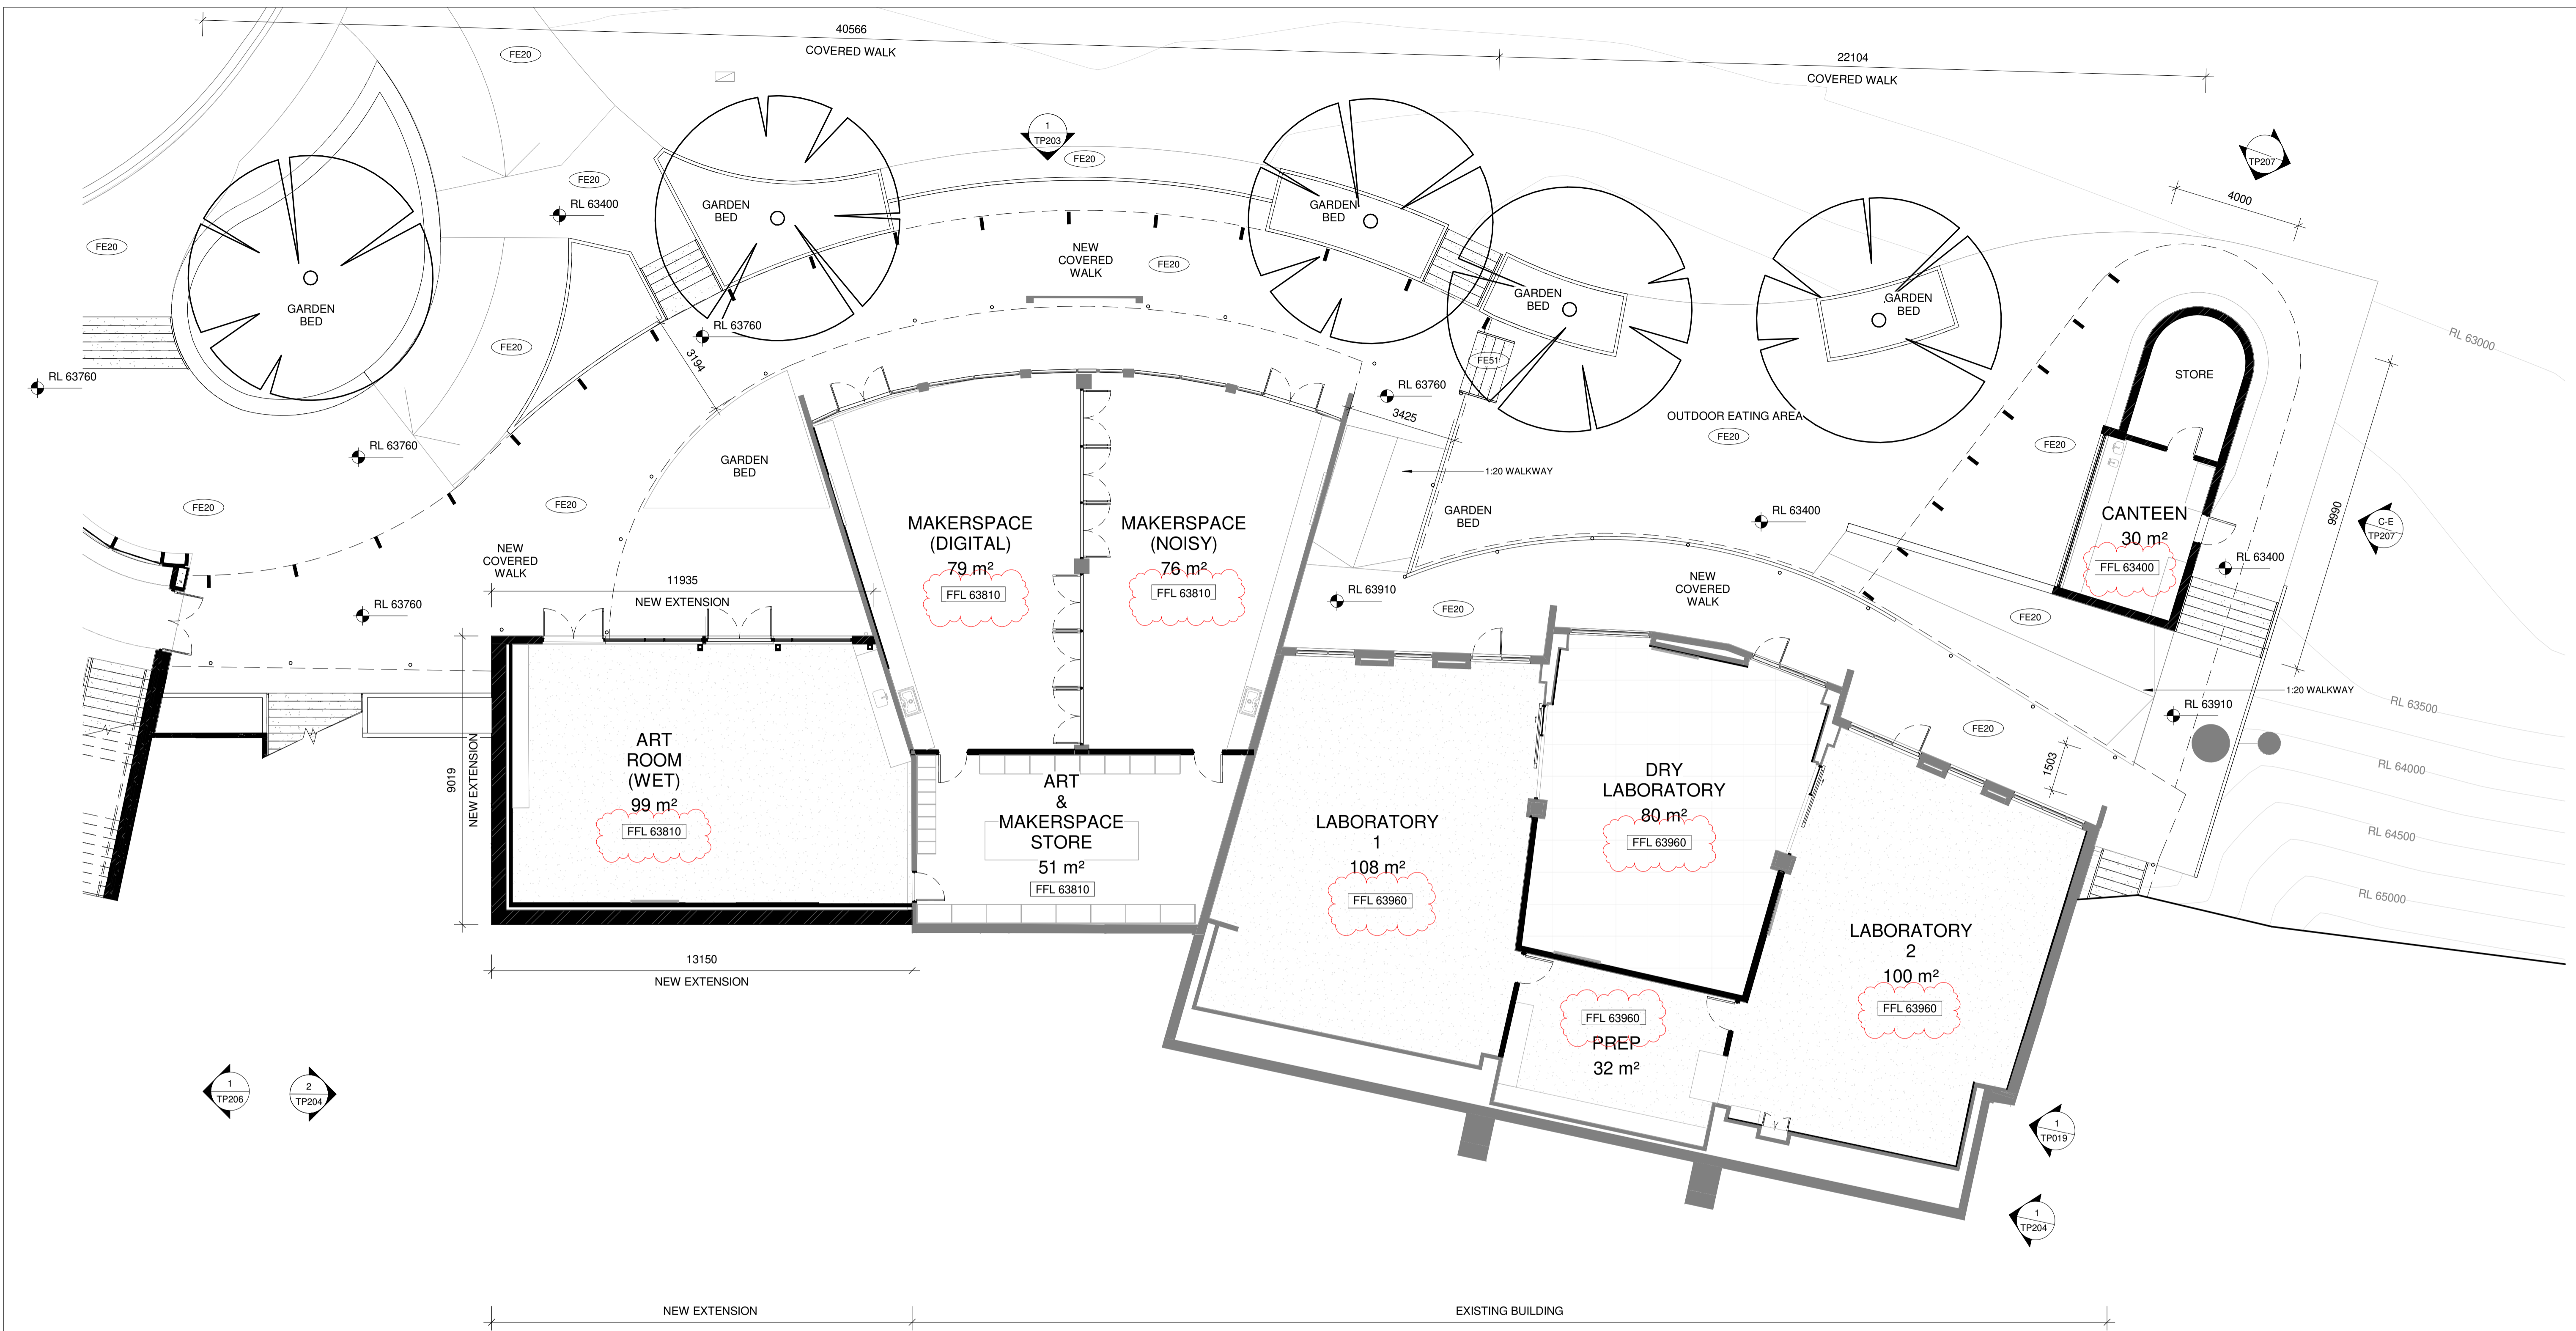 40566
COVERED WALK
22104
COVERED WALK
FE20
1
TP203
FE20
TP207
4000
FE20
RL 63400
GARDEN
BED
GARDEN
BED
FE20
NEW
COVERED
WALK
FE20
GARDEN
BED
GARDEN
BED
GARDEN
BED
RL 63760
3194
FE20
RL 63760
FE51
RL 63760
3425
OUTDOOR EATING AREA
FE20
STORE
RL 63000
FE20
RL 63760
GARDEN
BED
1:20 WALKWAY
FE20
FE20
GARDEN
BED
RL 63400
CANTEEN
30 m²
FFL 63400
9990
C-E
TP207
RL 63400
NEW
COVERED
WALK
MAKERSPACE
(DIGITAL)
79 m²
FFL 63810
MAKERSPACE
(NOISY)
76 m²
FFL 63810
11935
NEW EXTENSION
RL 63760
RL 63910
FE20
NEW
COVERED
WALK
FE20
1:20 WALKWAY
RL 63910
RL 63500
FE20
1503
RL 64000
RL 64500
RL 65000
9019
NEW EXTENSION
ART
ROOM
(WET)
99 m²
FFL 63810
ART
&
MAKERSPACE
STORE
51 m²
FFL 63810
LABORATORY
1
108 m²
FFL 63960
DRY
LABORATORY
80 m²
FFL 63960
LABORATORY
2
100 m²
FFL 63960
13150
NEW EXTENSION
FFL 63960
PREP
32 m²
1
TP206
2
TP204
1
TP019
1
TP204
NEW EXTENSION
EXISTING BUILDING